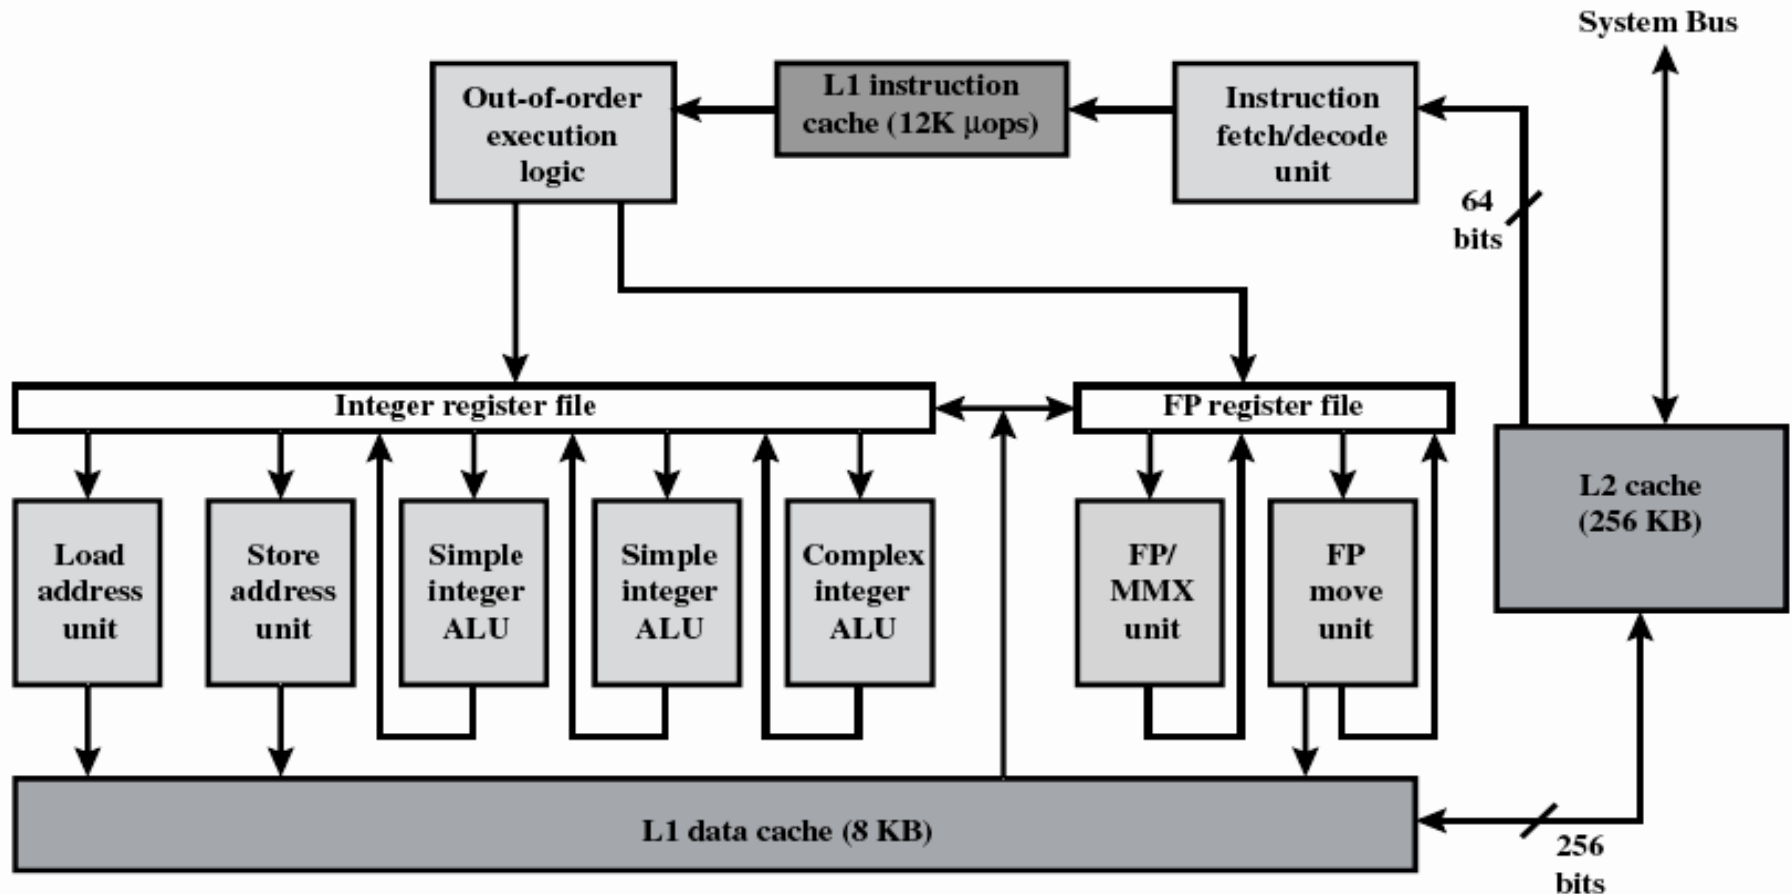 System Bus
Out-of-order
execution
logic
L1 instruction
cache (12K μops)
Instruction
fetch/decode
unit
64
bits
Integer register file
FP register file
L2 cache
(256 KB)
Load
address
unit
Store
address
unit
Simple
integer
ALU
Simple
integer
ALU
Complex
integer
ALU
FP/
MMX
unit
FP
move
unit
L1 data cache (8 KB)
256
bits